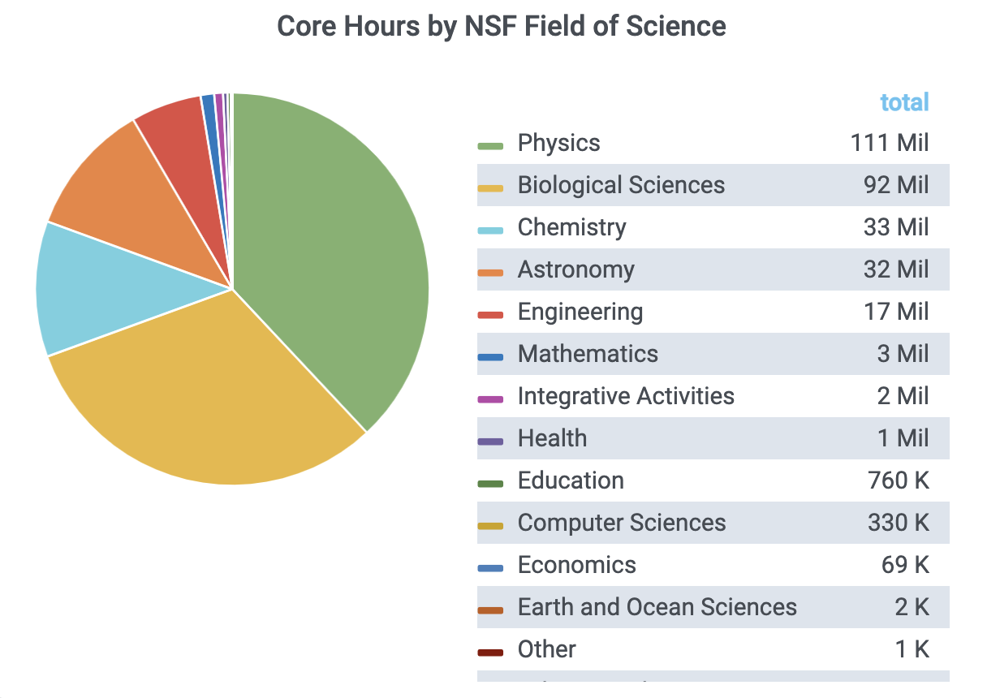 Core Hours by NSF Field of Science
total
Physics 111 Mil
Biological Sciences 92 Mil
Chemistry 33 Mil
Astronomy 32 Mil
Engineering 17 Mil
Mathematics 3 Mil
Integrative Activities 2 Mil
Health 1 Mil
Education 760 K
Computer Sciences 330 K
Economics 69 K
Earth and Ocean Sciences 2 K
Other 1 K